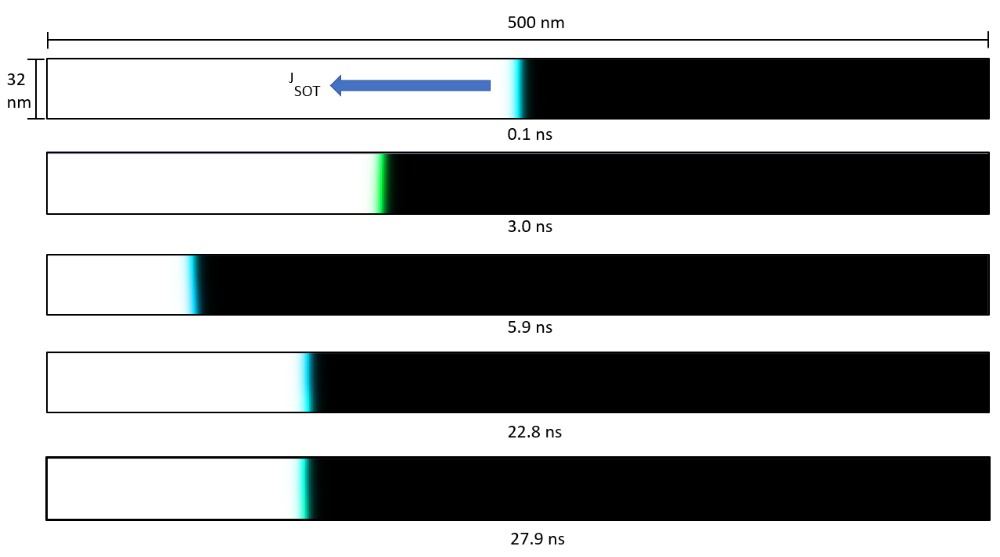 500 nm
32
nm
J
SOT
0.1 ns
3.0 ns
5.9 ns
22.8 ns
27.9 ns